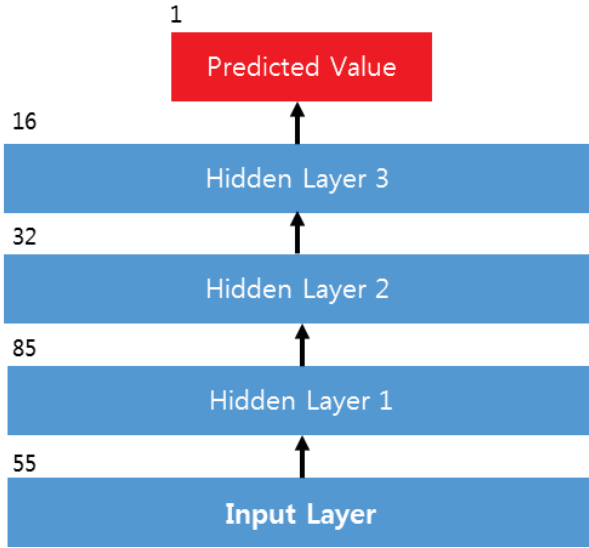 1
Predicted Value
16
Hidden Layer 3
32
Hidden Layer 2
85
Hidden Layer 1
55
Input Layer